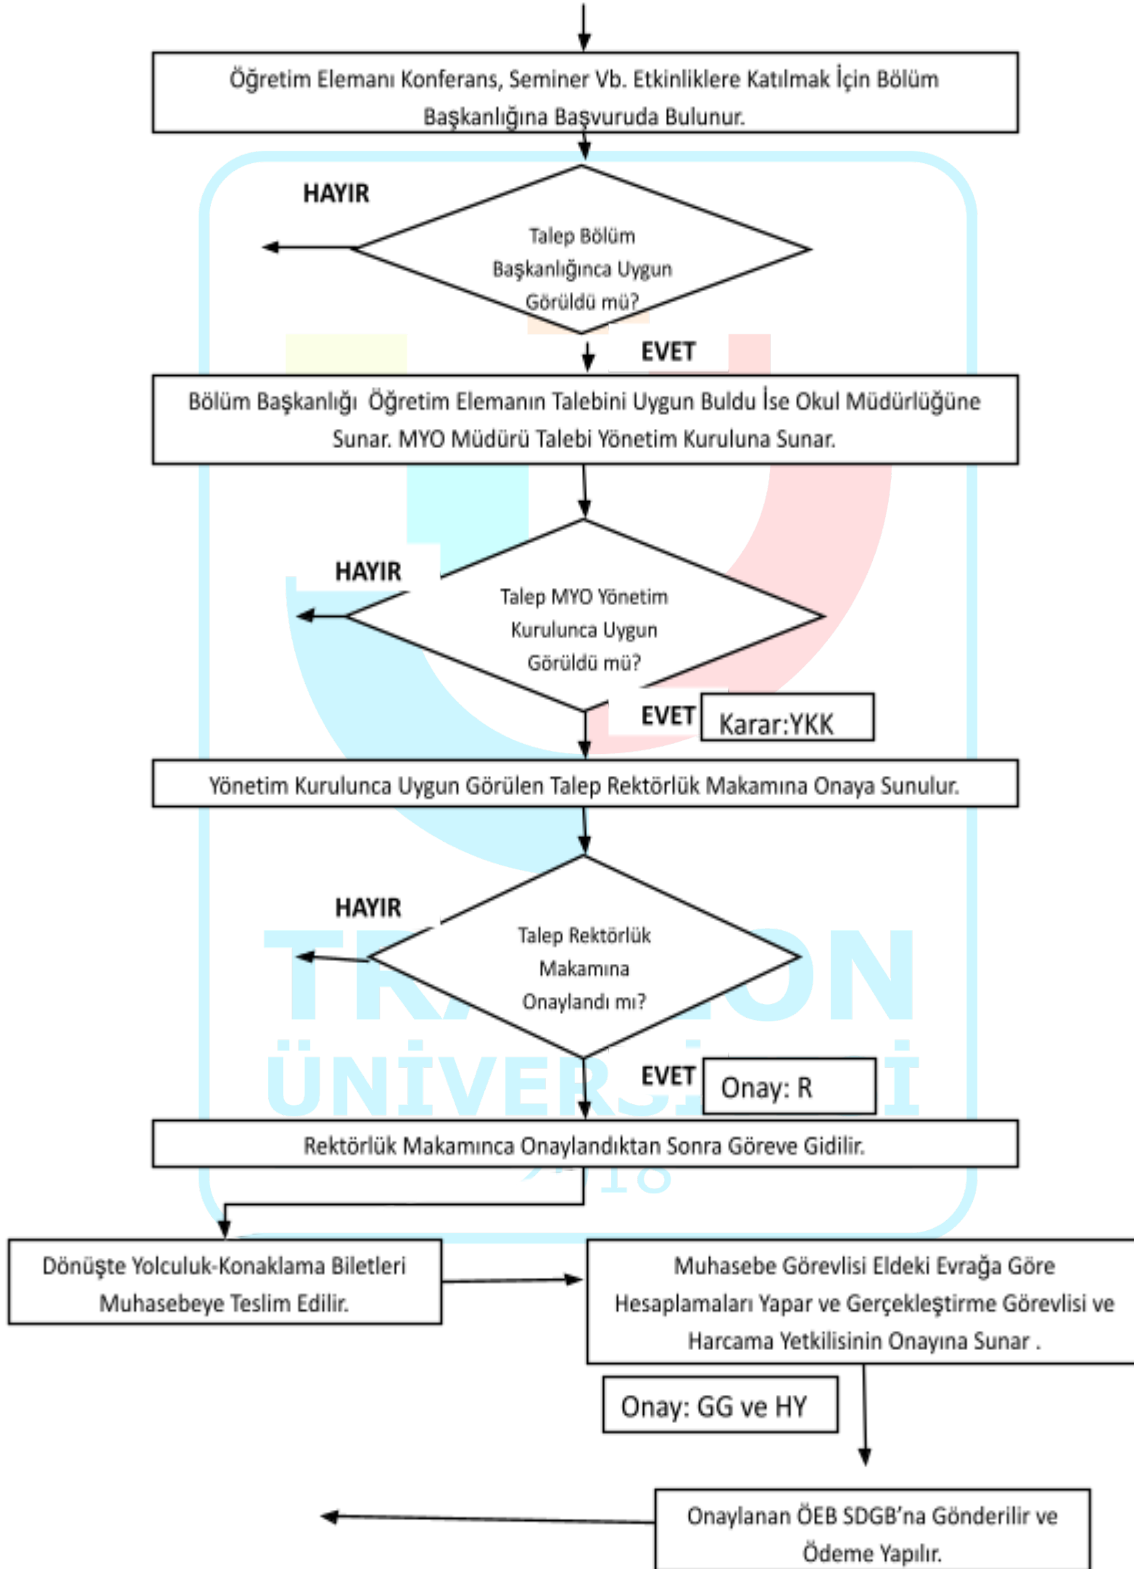 Öğretim Elemanı Konferans, Seminer Vb. Etkinliklere Katılmak İçin Bölüm
Başkanlığına Başvuruda Bulunur.
HAYIR
Talep Bölüm
Başkanlığınca Uygun
Görüldü mü?
EVET
Bölüm Başkanlığı Öğretim Elemanın Talebini Uygun Buldu İse Okul Müdürlüğüne
Sunar. MYO Müdürü Talebi Yönetim Kuruluna Sunar.
HAYIR
Talep MYO Yönetim
Kurulunca Uygun
Görüldü mü?
EVET
Karar:YKK
Yönetim Kurulunca Uygun Görülen Talep Rektörlük Makamına Onaya Sunulur.
HAYIR
Talep Rektörlük
Makamına
Onaylandı mı?
EVET
Onay: R
Rektörlük Makamınca Onaylandıktan Sonra Göreve Gidilir.
Dönüşte Yolculuk-Konaklama Biletleri
Muhasebeye Teslim Edilir.
Muhasebe Görevlisi Eldeki Evrağa Göre
Hesaplamaları Yapar ve Gerçekleştirme Görevlisi ve
Harcama Yetkilisinin Onayına Sunar .
Onay: GG ve HY
Onaylanan ÖEB SDGB’na Gönderilir ve
Ödeme Yapılır.